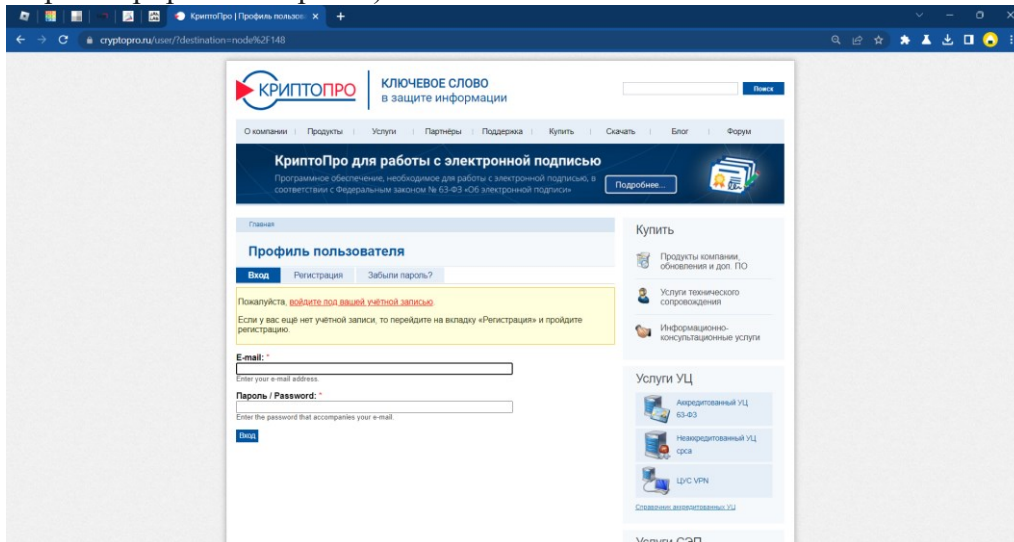 КриптоПро | Профиль пользов
cryptopro.ru/user/?destination=node%2F148
КРИПТОПРО
КЛЮЧЕВОЕ СЛОВО
в защите информации
Поиск
О компании Продукты Услуги Партнёры Поддержка Купить Скачать Блог Форум
КриптоПро для работы с электронной подписью
Программное обеспечение, необходимое для работы с электронной подписью, в
соответствии с Федеральным законом № 63-ФЗ «Об электронной подписи»
Подробнее...
Главная
Профиль пользователя
Вход Регистрация Забыли пароль?
Пожалуйста, войдите под вашей учётной записью.
Если у вас ещё нет учётной записи, то перейдите на вкладку «Регистрация» и пройдите
регистрацию.
E-mail: *
Enter your e-mail address.
Пароль / Password: *
Enter the password that accompanies your e-mail.
Вход
Купить
Продукты компании,
обновления и доп. ПО
Услуги технического
сопровождения
Информационно-
консультационные услуги
Услуги УЦ
Аккредитованный УЦ
63-ФЗ
Неаккредитованный УЦ
cpca
ЦУС VPN
Справочник аккредитованных УЦ
Услуги СЭП